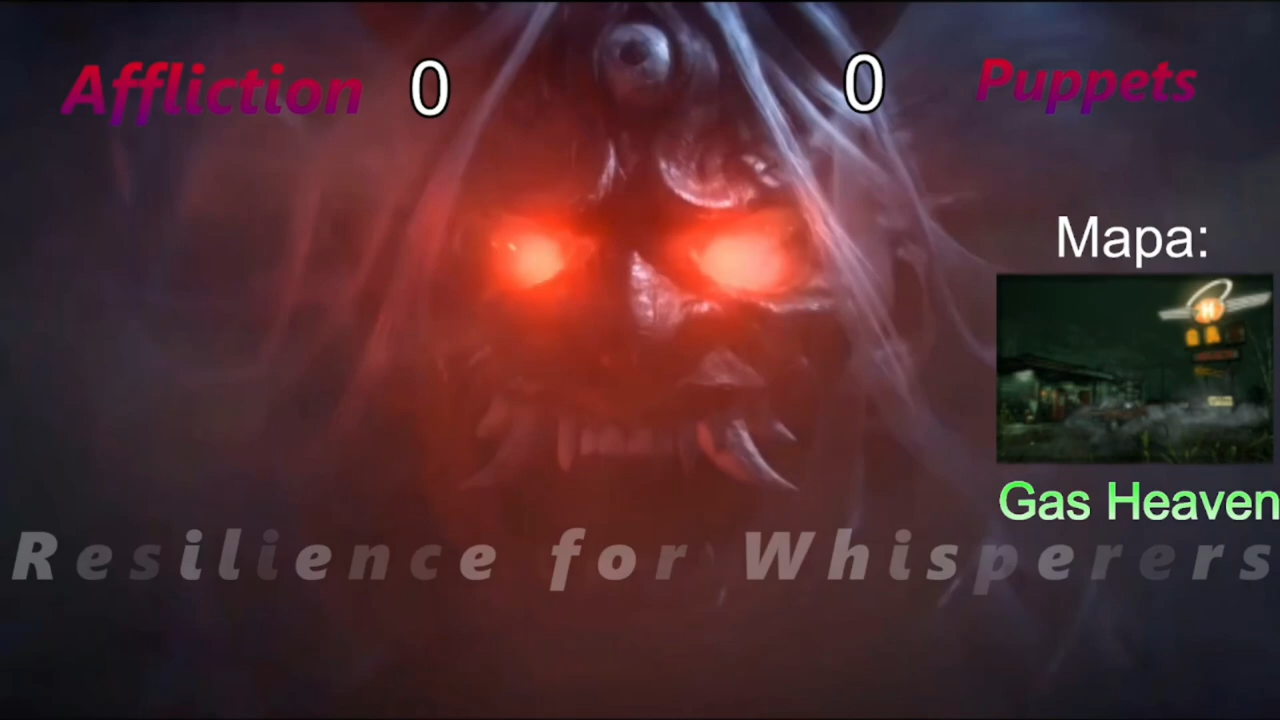 Affliction 0 0 Puppets
Mapa:
Gas Heaven
Resilience for Whisperers